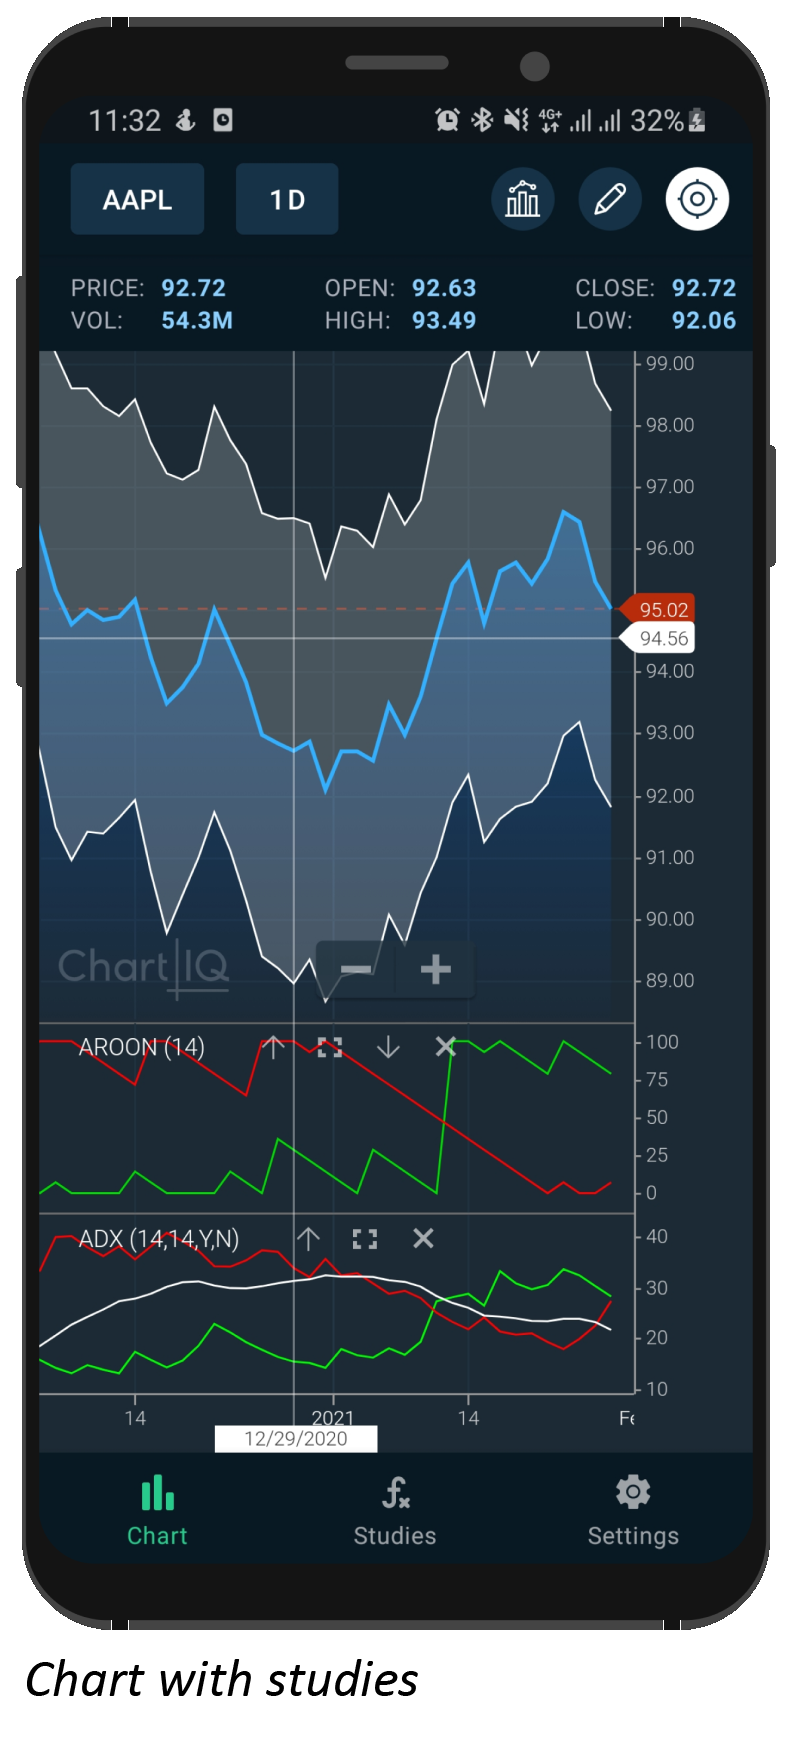 11:32 4G+ 32%
AAPL 1D
PRICE: 92.72 OPEN: 92.63 CLOSE: 92.72
VOL: 54.3M HIGH: 93.49 LOW: 92.06
99.00
98.00
97.00
96.00
95.02
94.56
94.00
93.00
92.00
91.00
90.00
Chart IQ
89.00
AROON (14)
100
75
50
25
0
ADX (14,14,Y,N)
40
30
20
10
14 2021 14
12/29/2020
Chart Studies Settings
Chart with studies